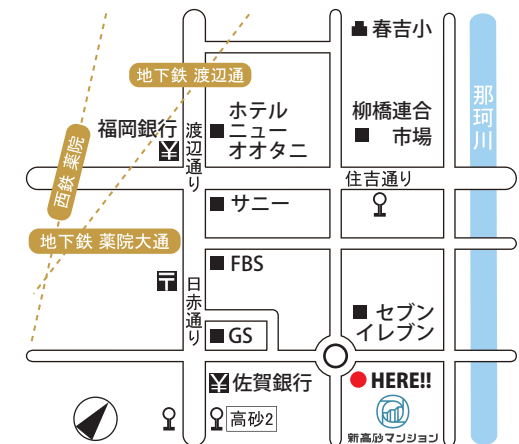 春吉小
地下鉄 渡辺通
ホテル
ニュー
オオタニ
柳橋連合
市場
那珂川
福岡銀行
渡辺通り
西鉄 薬院
住吉通り
サニー
地下鉄 薬院大通
FBS
日赤通り
セブン
イレブン
GS
佐賀銀行
HERE!!
高砂2
新高砂マンション